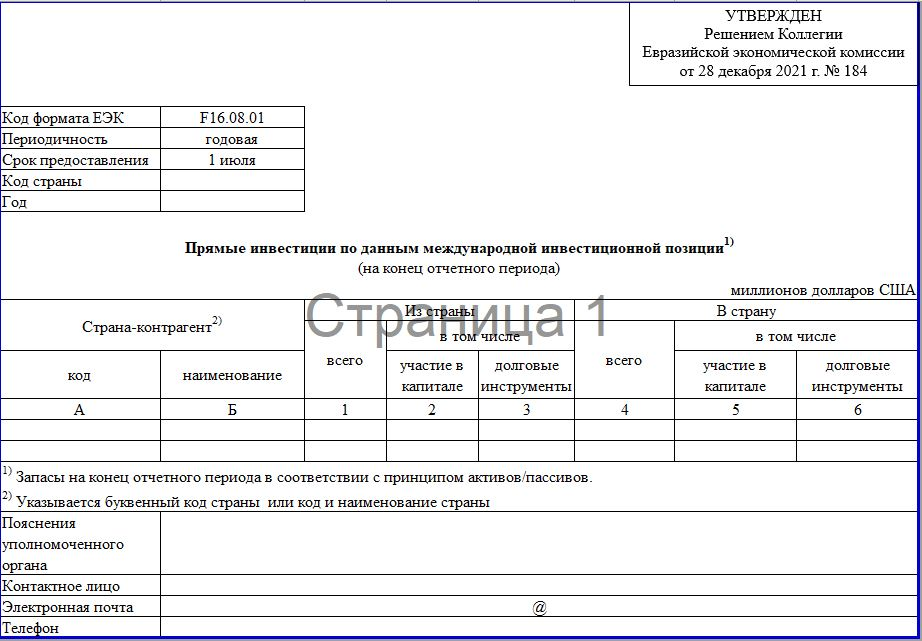 УТВЕРЖДЕН
Решением Коллегии
Евразийской экономической комиссии
от 28 декабря 2021 г. № 184
Код формата ЕЭК F16.08.01
Периодичность годовая
Срок предоставления 1 июля
Код страны
Год
Прямые инвестиции по данным международной инвестиционной позиции1)
(на конец отчетного периода)
миллионов долларов США
Страница 1
Страна-контрагент2) Из страны В страну
всего в том числе всего в том числе
код наименование участие в капитале долговые инструменты участие в капитале долговые инструменты
А Б 1 2 3 4 5 6
1) Запасы на конец отчетного периода в соответствии с принципом активов/пассивов.
2) Указывается буквенный код страны или код и наименование страны
Пояснения
уполномоченного
органа
Контактное лицо
Электронная почта @
Телефон